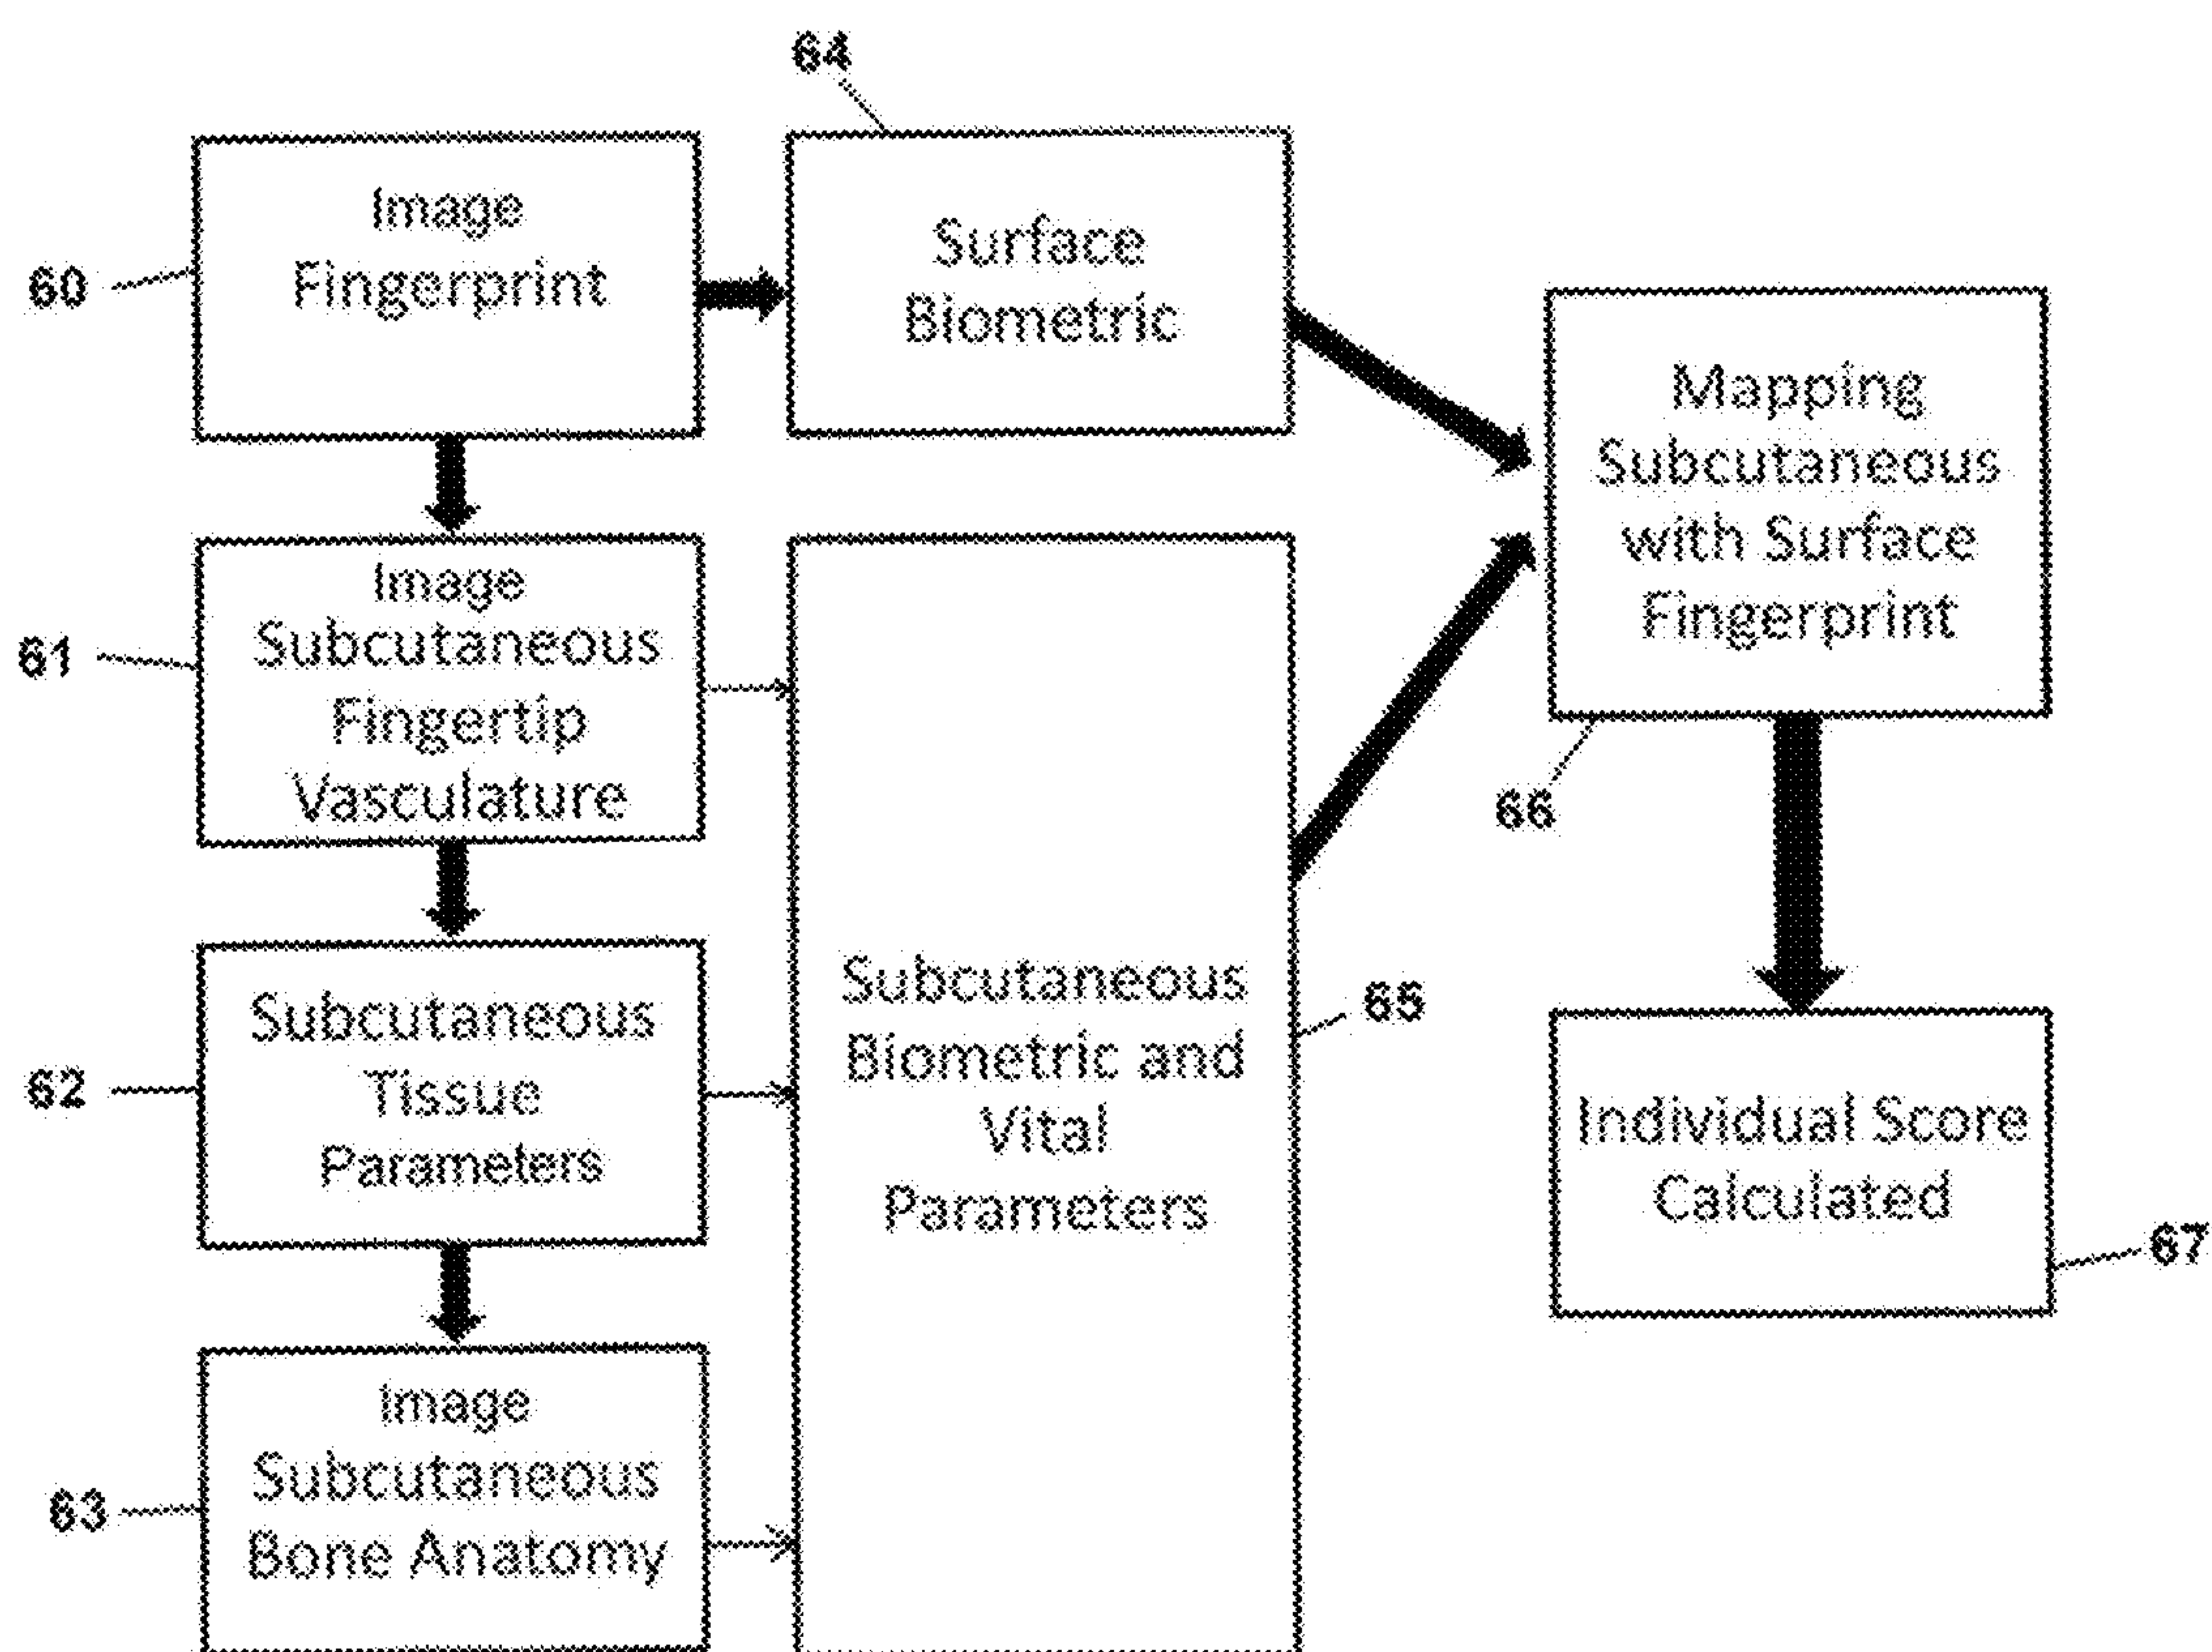 64
Image
Fingerprint
60
Surface
Biometric
Mapping
Subcutaneous
with Surface
Fingerprint
66
Image
Subcutaneous
Fingertip
Vasculature
61
Subcutaneous
Tissue
Parameters
62
Image
Subcutaneous
Bone Anatomy
63
Subcutaneous
Biometric and
Vital
Parameters
65
Individual Score
Calculated
67